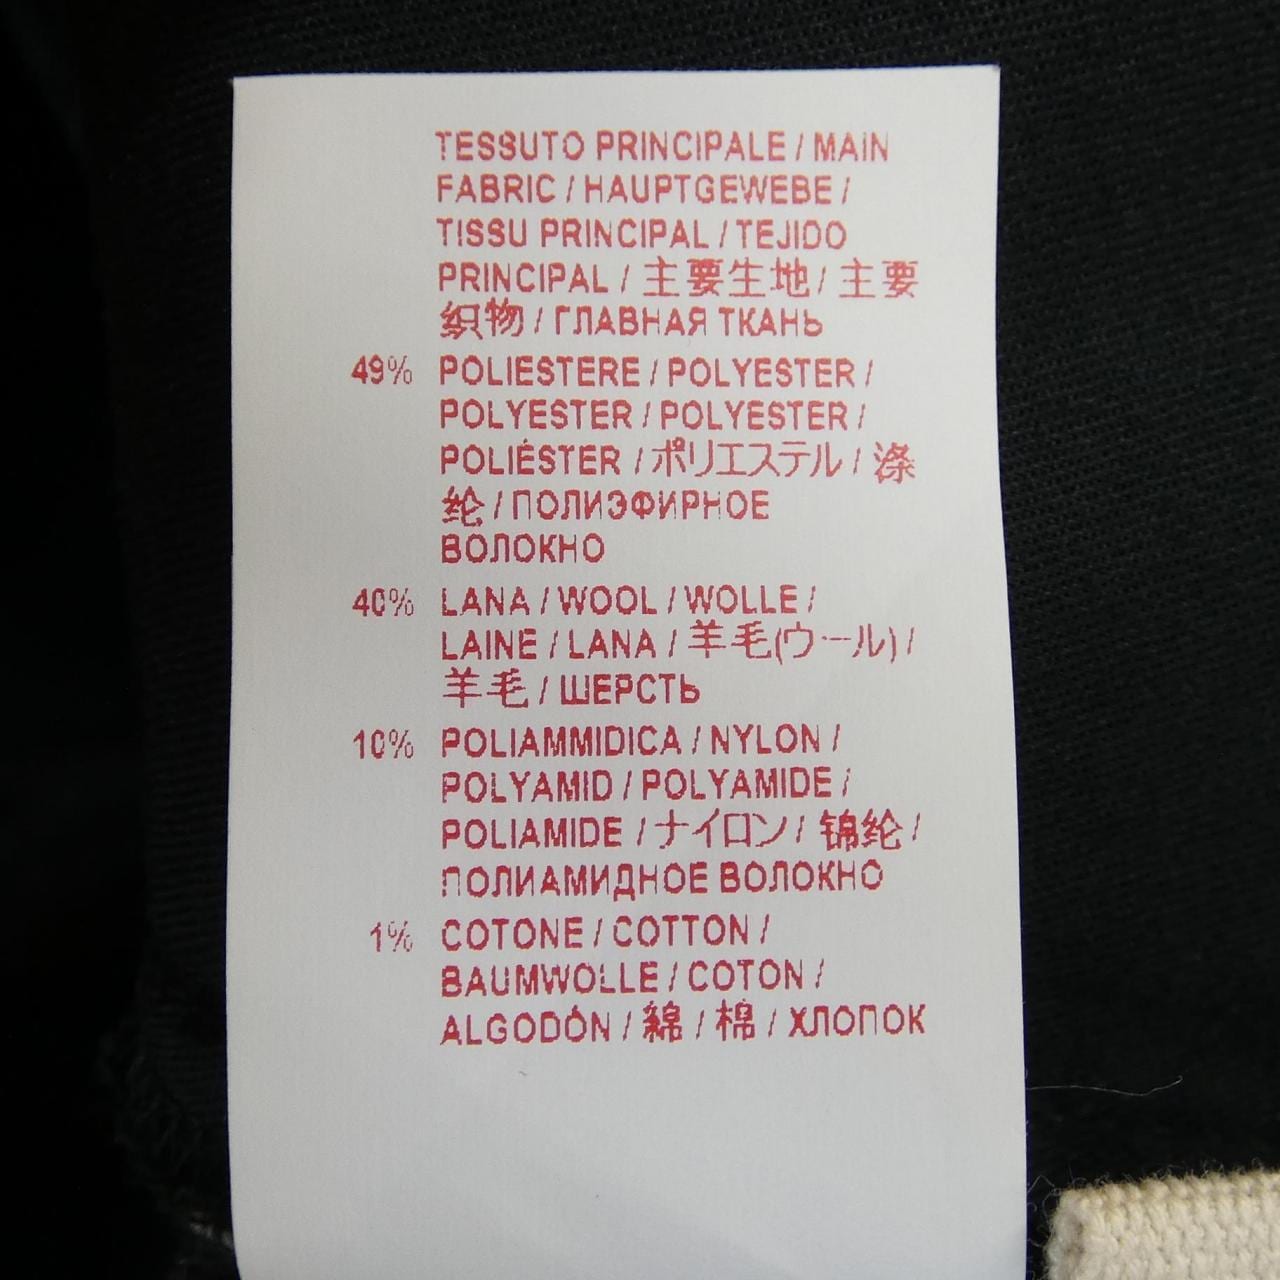 TESSUTO PRINCIPALE / MAIN
FABRIC / HAUPTGEWEBE /
TISSU PRINCIPAL / TEJIDO
PRINCIPAL / 主要生地 / 主要
织物 / ГЛАВНАЯ ТКАНЬ
49% POLIESTERE / POLYESTER /
POLYESTER / POLYESTER /
POLIÉSTER / ポリエステル / 涤
纶 / ПОЛИЭФИРНОЕ
ВОЛОКНО
40% LANA / WOOL / WOLLE /
LAINE / LANA / 羊毛(ウール) /
羊毛 / ШЕРСТЬ
10% POLIAMMIDICA / NYLON /
POLYAMID / POLYAMIDE /
POLIAMIDE / ナイロン / 锦纶 /
ПОЛИАМИДНОЕ ВОЛОКНО
1% COTONE / COTTON /
BAUMWOLLE / COTON /
ALGODÓN / 綿 / 棉 / ХЛОПОК